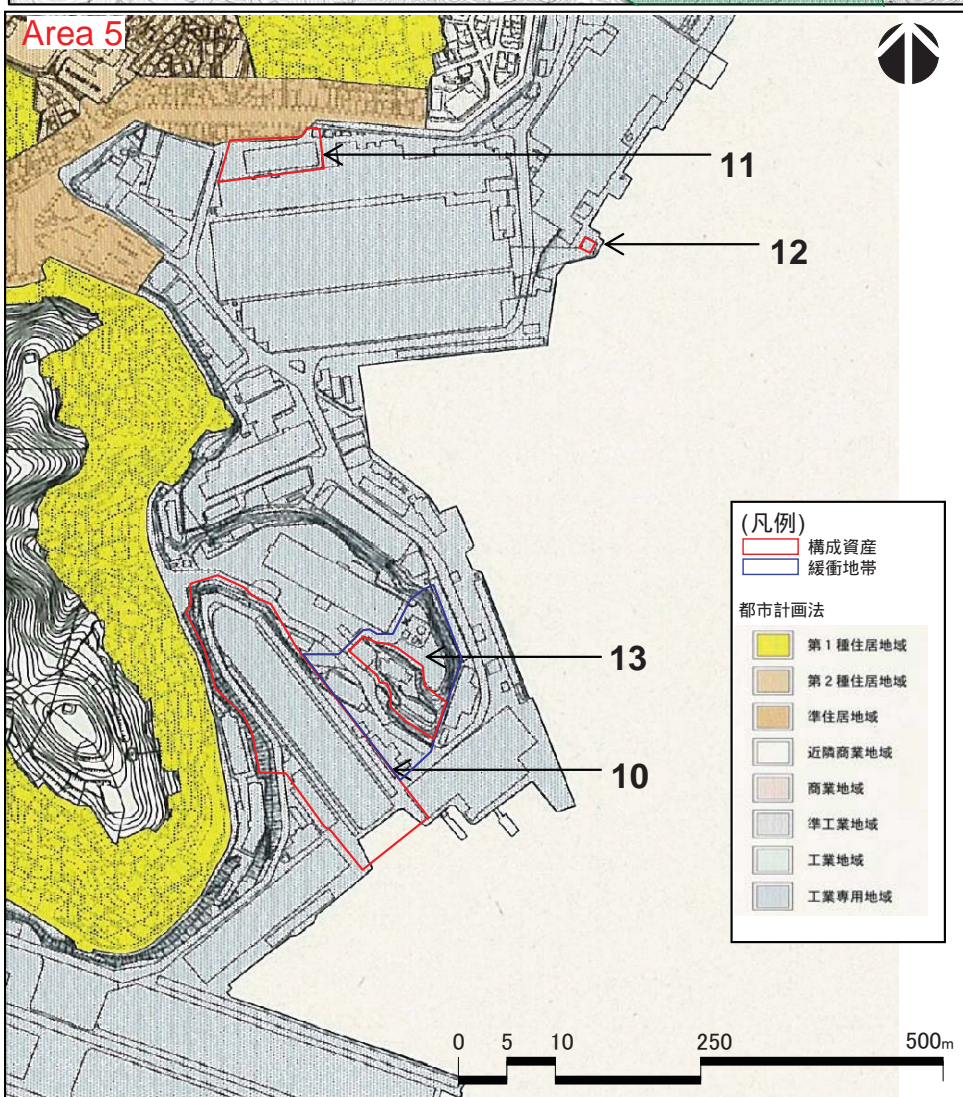 Area 5
11
12
(凡例)
構成資産
緩衝地帯
都市計画法
第1種住居地域
第2種住居地域
準住居地域
近隣商業地域
商業地域
準工業地域
工業地域
工業専用地域
13
10
0 5 10 250 500m